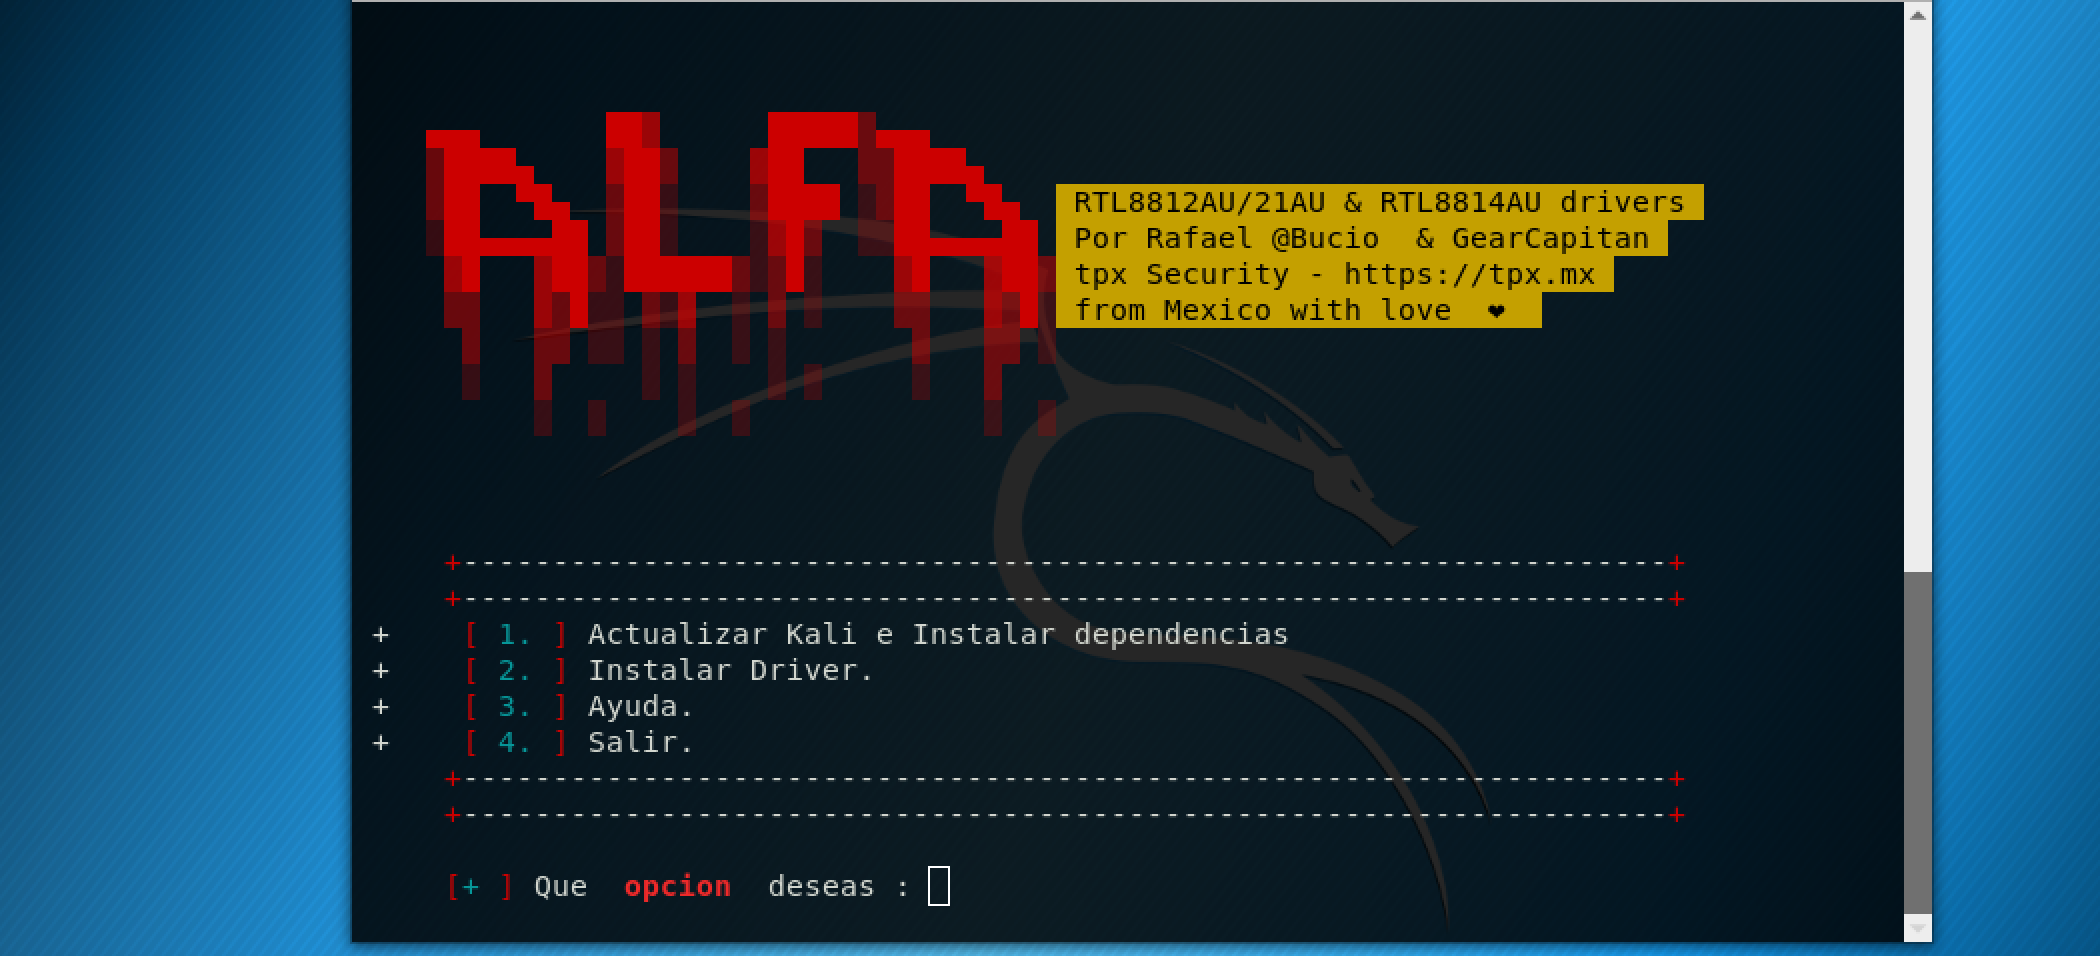 ALFA
RTL8812AU/21AU & RTL8814AU drivers
Por Rafael @Bucio  & GearCapitan
tpx Security - https://tpx.mx
from Mexico with love  ❤
+-------------------------------------------------------------------+
+-------------------------------------------------------------------+
+    [ 1. ] Actualizar Kali e Instalar dependencias
+    [ 2. ] Instalar Driver.
+    [ 3. ] Ayuda.
+    [ 4. ] Salir.
+-------------------------------------------------------------------+
+-------------------------------------------------------------------+
[+ ] Que  opcion  deseas :